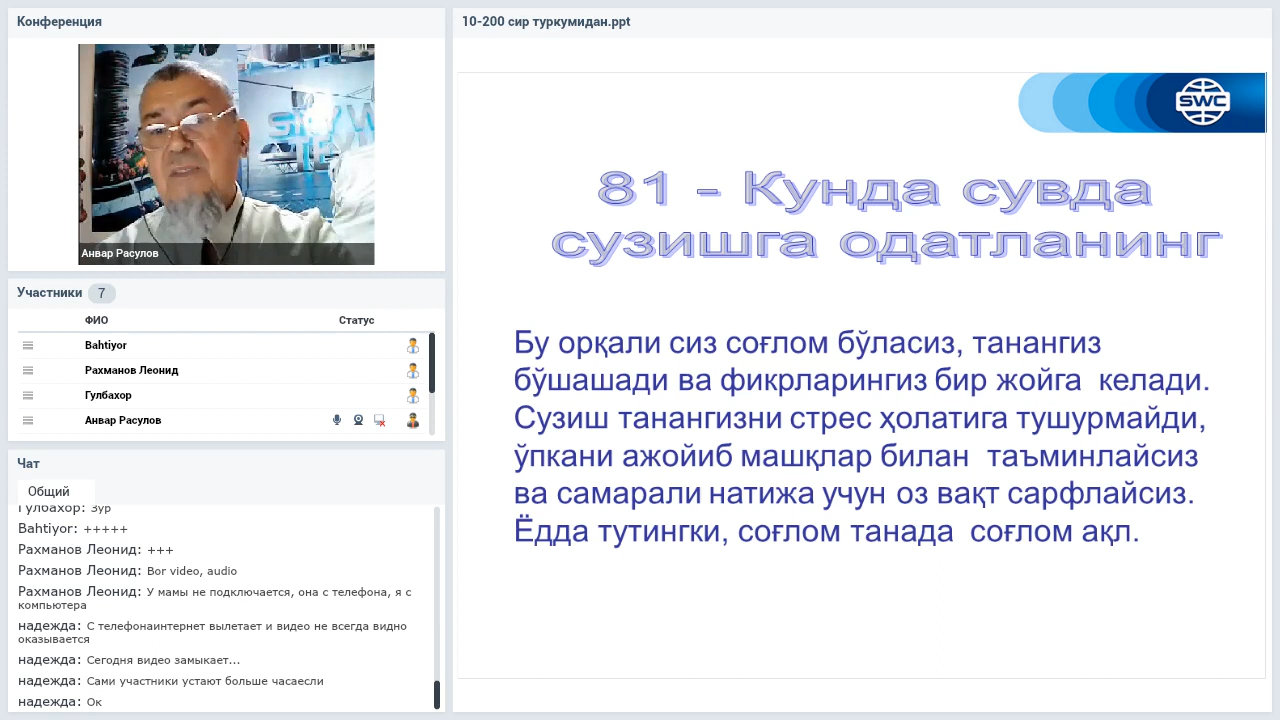 Конференция
Анвар Расулов
Участники 7
ФИО Статус
Bahtiyor
Рахманов Леонид
Гулбахор
Анвар Расулов
Чат
Общий
Гулбахор: Зур
Bahtiyor: +++++
Рахманов Леонид: +++
Рахманов Леонид: Bor video, audio
Рахманов Леонид: У мамы не подключается, она с телефона, я с
компьютера
надежда: С телефонаинтернет вылетает и видео не всегда видно
оказывается
надежда: Сегодня видео замыкает...
надежда: Сами участники устают больше часаесли
надежда: Ок
10-200 сир туркумидан.ppt
SWC
81 - Кунда сувда
сузишга одатланинг
Бу орқали сиз соғлом бўласиз, танангиз
бўшашади ва фикрларингиз бир жойга келади.
Сузиш танангизни стрес ҳолатига тушурмайди,
ўпкани ажойиб машқлар билан таъминлайсиз
ва самарали натижа учун оз вақт сарфлайсиз.
Ёдда тутингки, соғлом танада соғлом ақл.